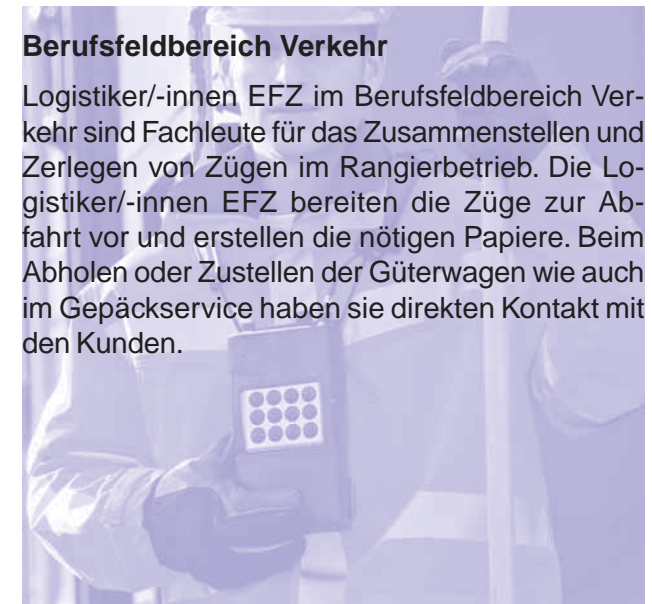 Berufsfeldbereich Verkehr
Logistiker/-innen EFZ im Berufsfeldbereich Ver-
kehr sind Fachleute für das Zusammenstellen und
Zerlegen von Zügen im Rangierbetrieb. Die Lo-
gistiker/-innen EFZ bereiten die Züge zur Ab-
fahrt vor und erstellen die nötigen Papiere. Beim
Abholen oder Zustellen der Güterwagen wie auch
im Gepäckservice haben sie direkten Kontakt mit
den Kunden.